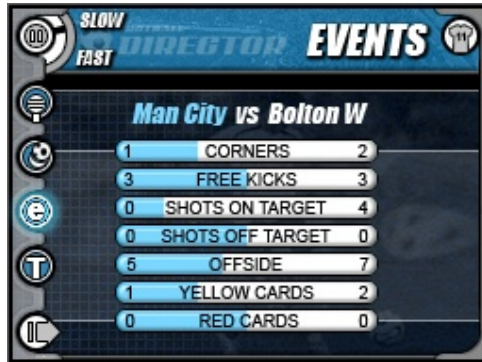 SLOW
FAST
DIRECTOR
EVENTS
11
Man City vs Bolton W
1 CORNERS 2
3 FREE KICKS 3
0 SHOTS ON TARGET 4
0 SHOTS OFF TARGET 0
5 OFFSIDE 7
1 YELLOW CARDS 2
0 RED CARDS 0
e
T